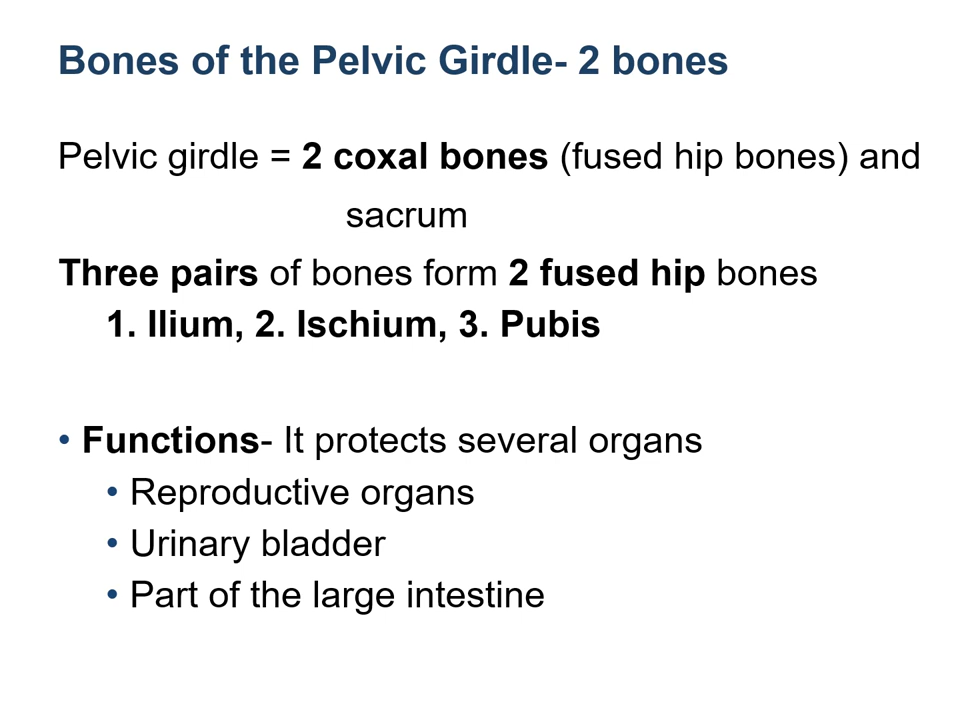 Bones of the Pelvic Girdle- 2 bones
Pelvic girdle = 2 coxal bones (fused hip bones) and
sacrum
Three pairs of bones form 2 fused hip bones
1. Ilium, 2. Ischium, 3. Pubis
• Functions- It protects several organs
• Reproductive organs
• Urinary bladder
• Part of the large intestine